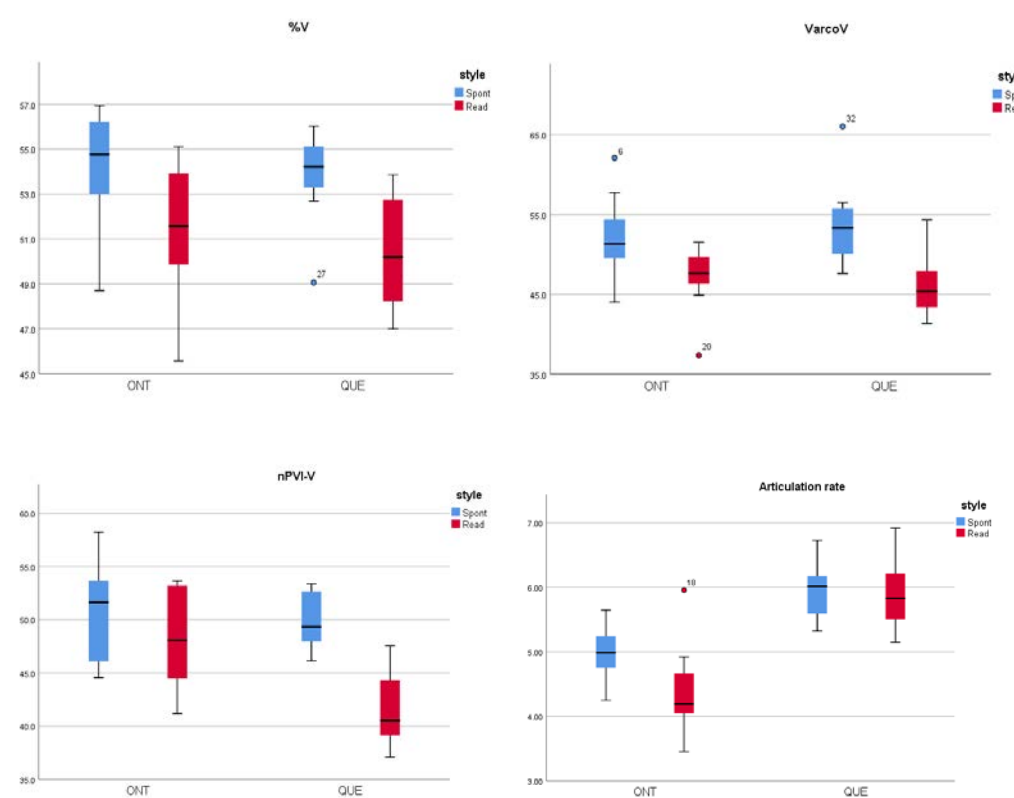 %V
style
Spont
Read
57.0
55.0
53.0
51.0
49.0
47.0
45.0
27
ONT QUE
VarcoV
sty
Sp
Re
65.0
55.0
45.0
35.0
6
32
20
ONT QUE
nPVI-V
style
Spont
Read
60.0
55.0
50.0
45.0
40.0
35.0
ONT QUE
Articulation rate
style
Spont
Read
7.00
6.00
5.00
4.00
3.00
18
ONT QUE